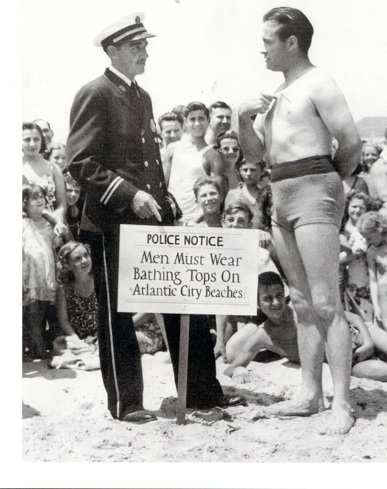 POLICE NOTICE
Men Must Wear
Bathing Tops On
Atlantic City Beaches